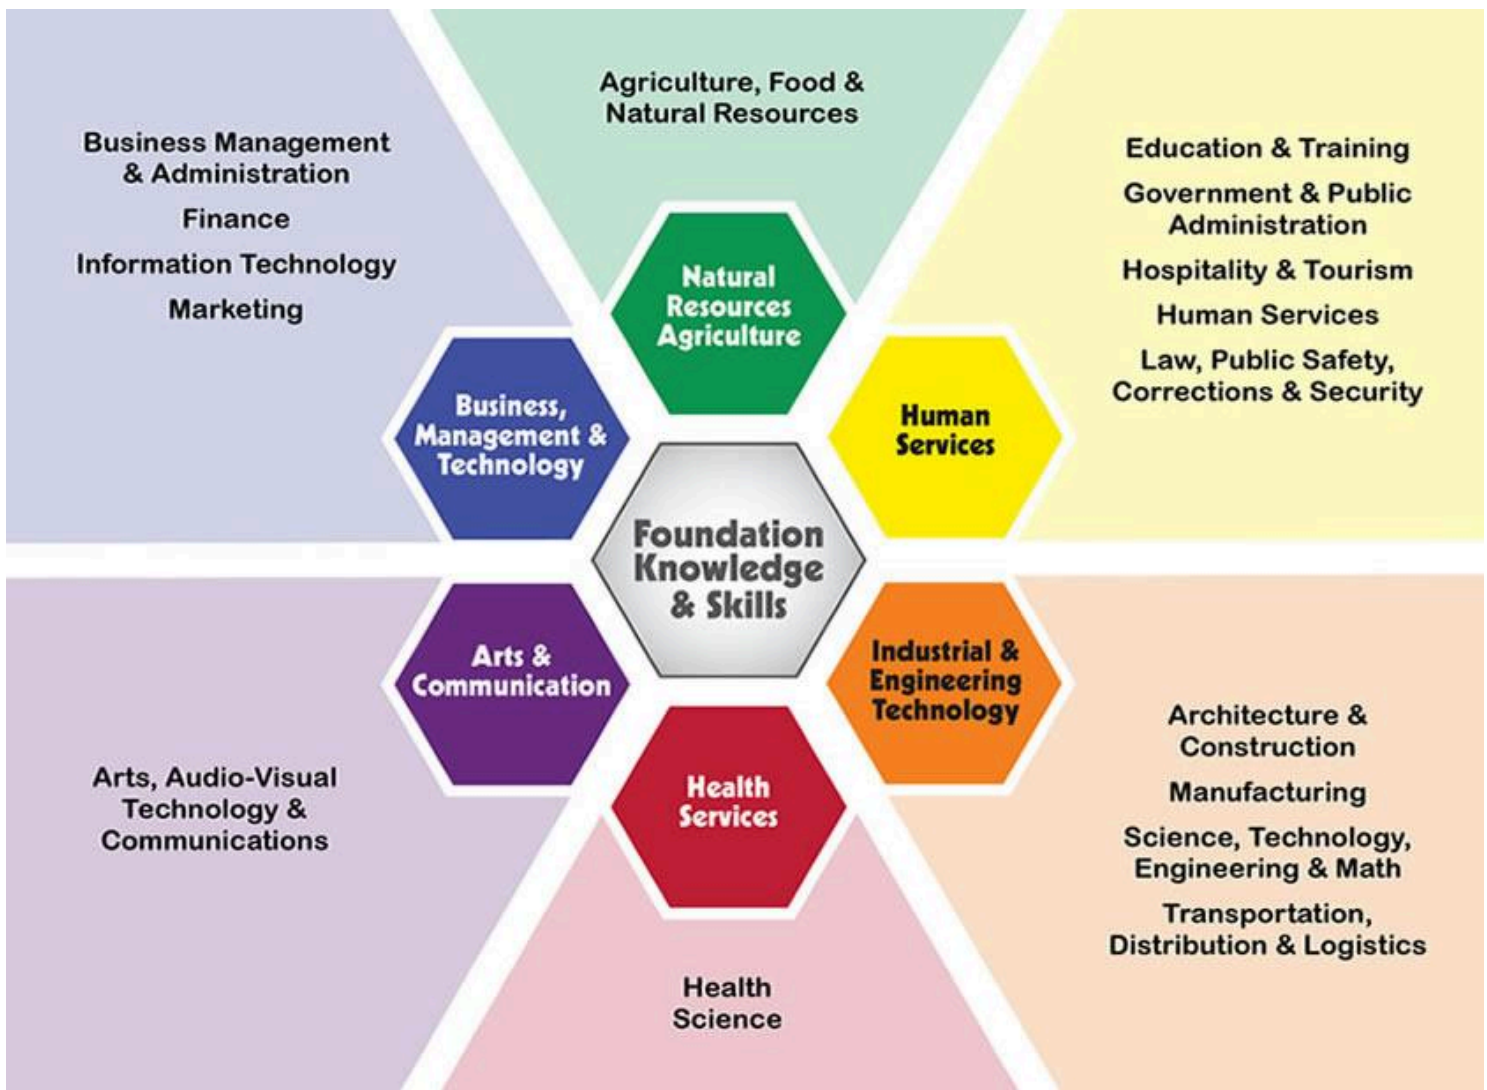 Agriculture, Food &
Natural Resources
Business Management
& Administration
Finance
Information Technology
Marketing
Education & Training
Government & Public
Administration
Hospitality & Tourism
Human Services
Law, Public Safety,
Corrections & Security
Natural
Resources
Agriculture
Business,
Management &
Technology
Human
Services
Foundation
Knowledge
& Skills
Arts &
Communication
Industrial &
Engineering
Technology
Health
Services
Arts, Audio-Visual
Technology &
Communications
Architecture &
Construction
Manufacturing
Science, Technology,
Engineering & Math
Transportation,
Distribution & Logistics
Health
Science